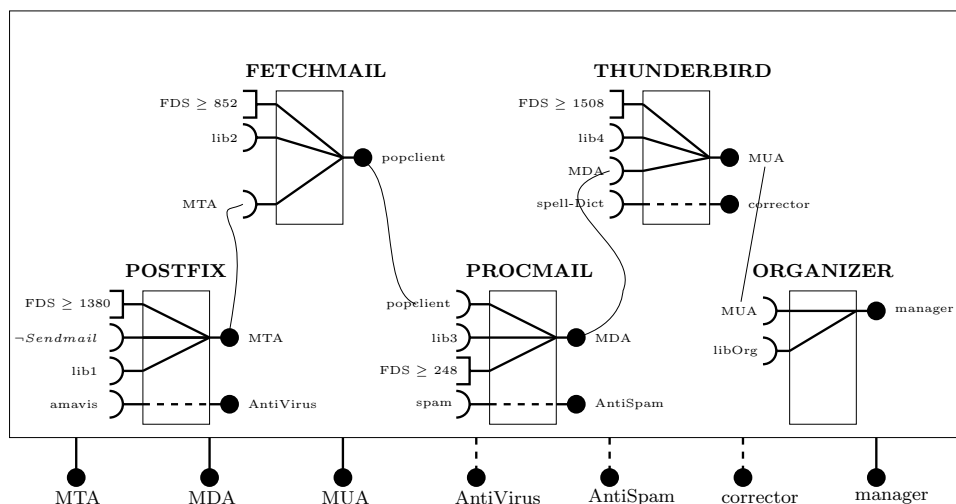 FETCHMAIL
THUNDERBIRD
FDS ≥ 852
lib2
MTA
popclient
FDS ≥ 1508
lib4
MDA
spell-Dict
MUA
corrector
POSTFIX
PROCMAIL
ORGANIZER
FDS ≥ 1380
¬Sendmail
lib1
amavis
MTA
AntiVirus
popclient
lib3
FDS ≥ 248
spam
MDA
AntiSpam
MUA
libOrg
manager
MTA MDA MUA AntiVirus AntiSpam corrector manager